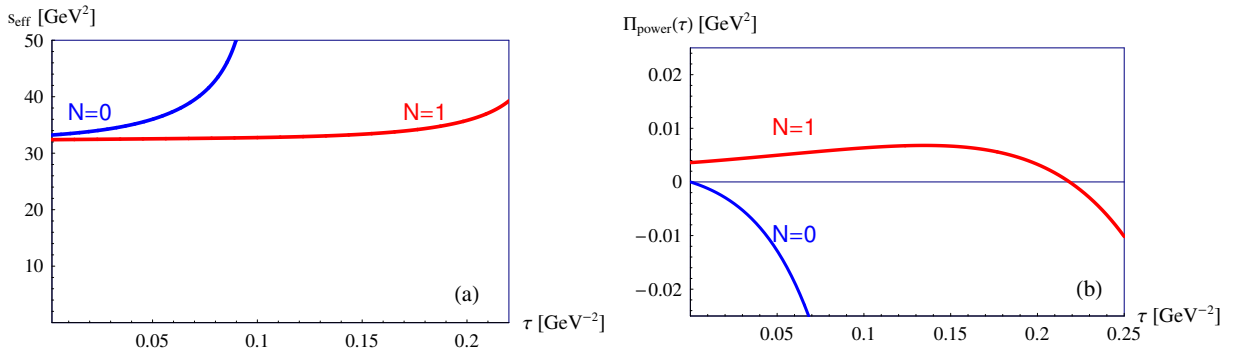 s_eff [GeV²]
50
40
30
20
10
N=0
N=1
(a)
0.05
0.1
0.15
0.2
τ [GeV⁻²]
Π_power(τ) [GeV²]
0.02
0.01
0
−0.01
−0.02
N=1
N=0
(b)
0.05
0.1
0.15
0.2
0.25
τ [GeV⁻²]